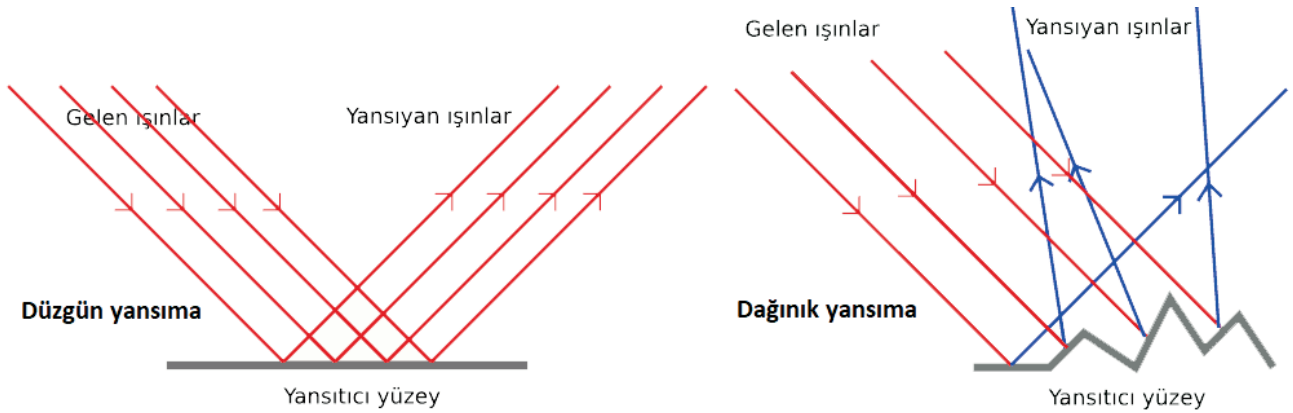 Gelen ışınlar
Yansıyan ışınlar
Düzgün yansıma
Yansıtıcı yüzey
Gelen ışınlar
Yansıyan ışınlar
Dağınık yansıma
Yansıtıcı yüzey